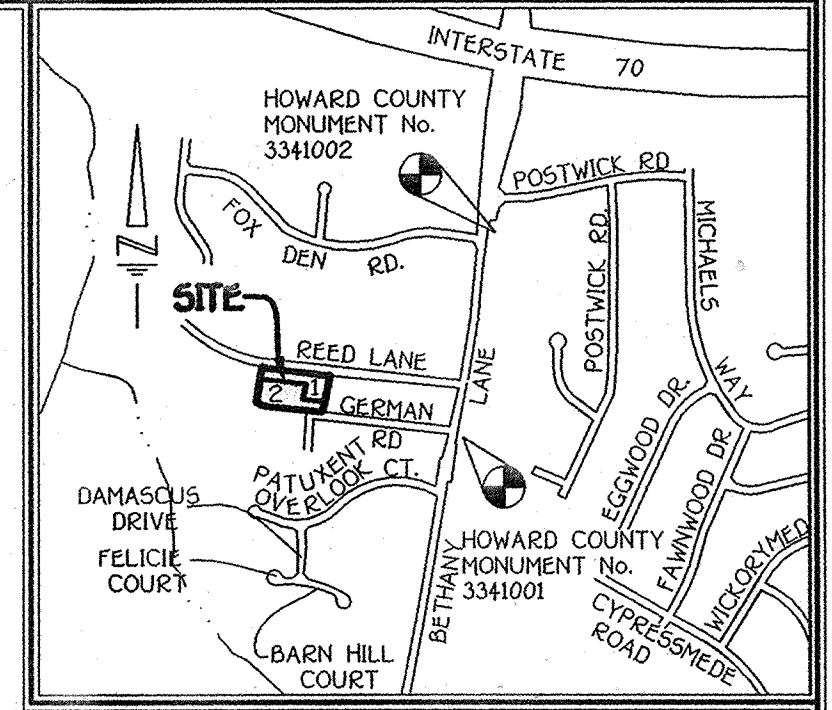 INTERSTATE 70
HOWARD COUNTY
MONUMENT No.
3341002
POSTWICK RD
FOX DEN RD.
POSTWICK RD.
MICHAELS WAY
N
SITE
REED LANE
1
2
GERMAN RD
BETHANY LANE
PATUXENT
OVERLOOK CT.
EGGWOOD DR.
FAWNWOOD DR
DAMASCUS
DRIVE
FELICIE
COURT
HOWARD COUNTY
MONUMENT No.
3341001
WICKORYMED
CYPRESSMEDE
ROAD
BARN HILL
COURT